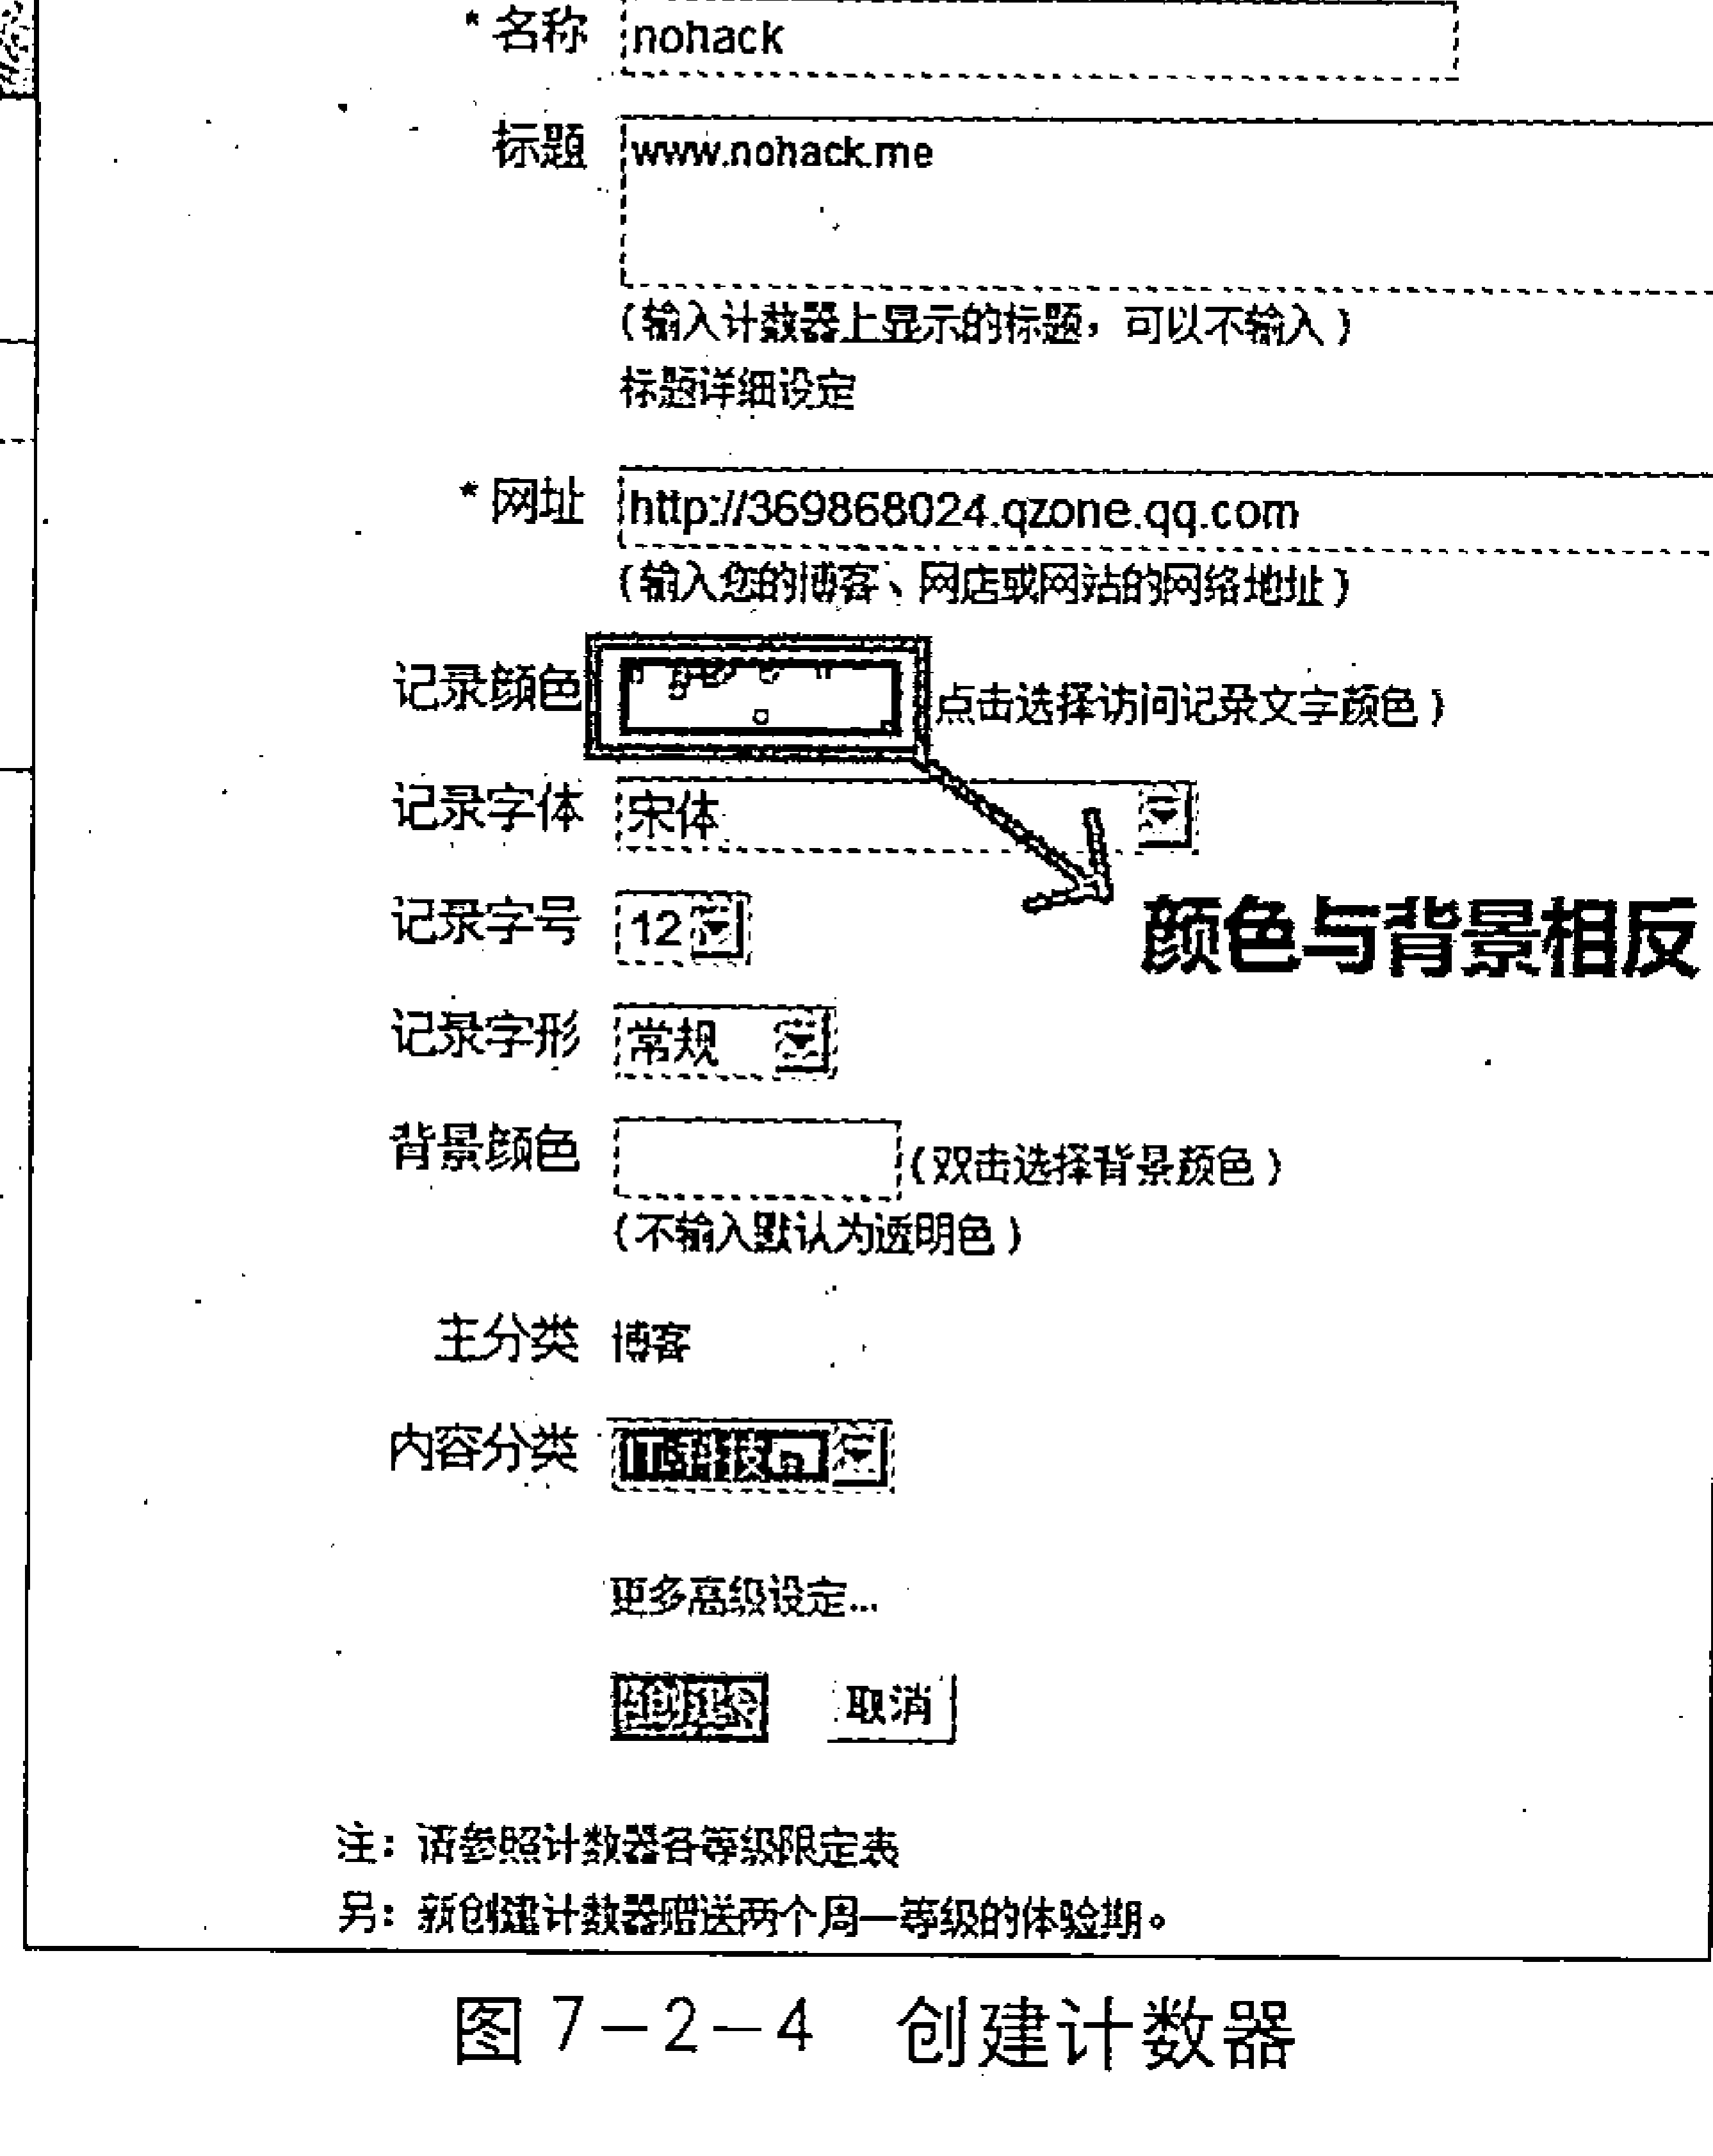 * 名称 nohack
标题 www.nohack.me
(输入计数器上显示的标题，可以不输入)
标题详细设定
* 网址 http://369868024.qzone.qq.com
(输入您的博客、网店或网站的网络地址)
记录颜色 点击选择访问记录文字颜色)
记录字体 宋体
颜色与背景相反
记录字号 12
记录字形 常规
背景颜色 (双击选择背景颜色)
(不输入默认为透明色)
主分类 博客
内容分类 IT科技
更多高级设定...
取消
注：请参照计数器各等级限定表
另：新创建计数器赠送两个周一等级的体验期。
图 7-2-4 创建计数器